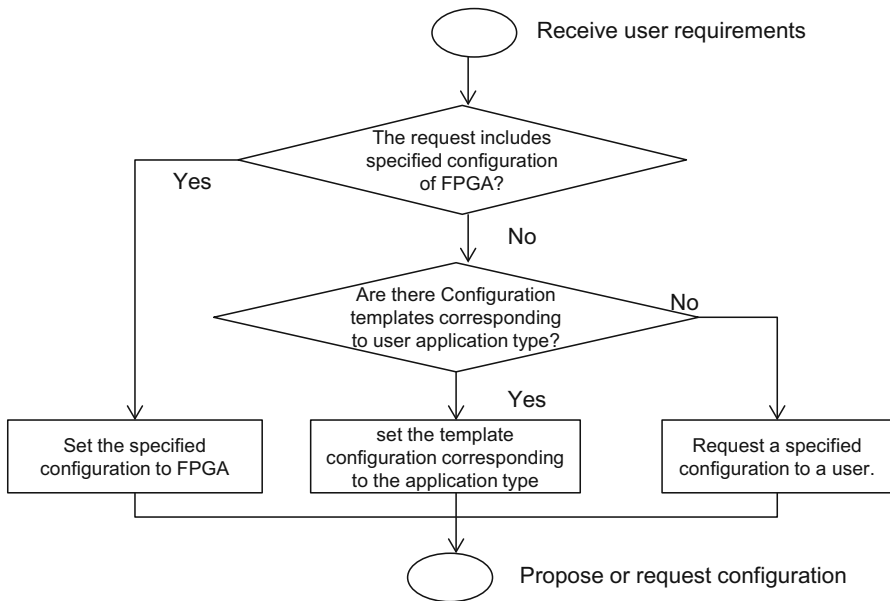 Receive user requirements
The request includes
specified configuration
of FPGA?
Yes
No
Are there Configuration
templates corresponding
to user application type?
No
Yes
Set the specified
configuration to FPGA
set the template
configuration corresponding
to the application type
Request a specified
configuration to a user.
Propose or request configuration